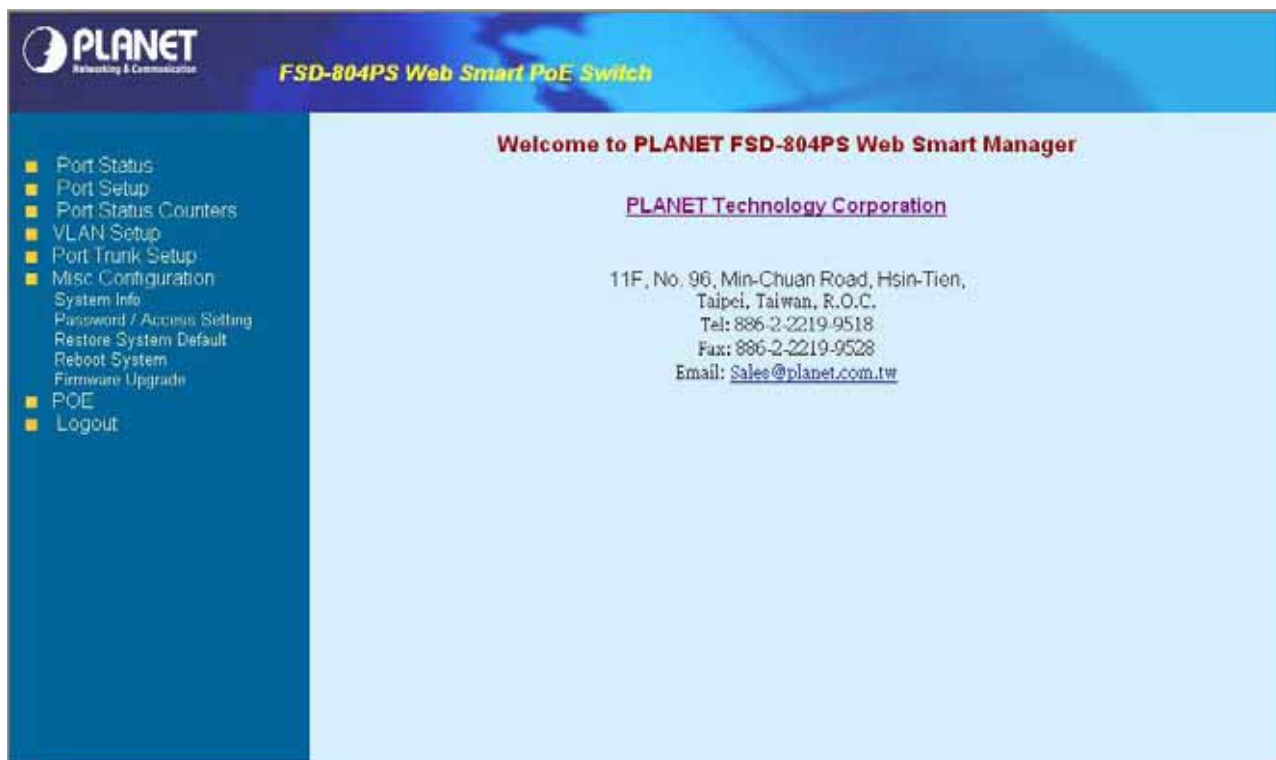 PLANET
Networking & Communication
FSD-804PS Web Smart PoE Switch
Port Status
Port Setup
Port Status Counters
VLAN Setup
Port Trunk Setup
Misc Configuration
System Info
Password / Access Setting
Restore System Default
Reboot System
Firmware Upgrade
POE
Logout
Welcome to PLANET FSD-804PS Web Smart Manager
PLANET Technology Corporation
11F, No. 96, Min-Chuan Road, Hsin-Tien,
Taipei, Taiwan, R.O.C.
Tel: 886-2-2219-9518
Fax: 886-2-2219-9528
Email: Sales@planet.com.tw